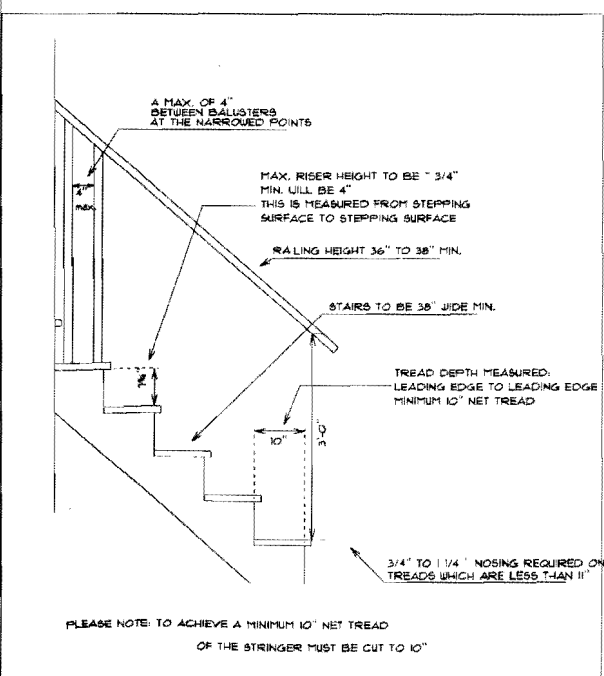 A MAX. OF 4"
BETWEEN BALUSTERS
AT THE NARROWED POINTS
4"
max.
MAX. RISER HEIGHT TO BE " 3/4"
MIN. WILL BE 4"
THIS IS MEASURED FROM STEPPING
SURFACE TO STEPPING SURFACE
RAILING HEIGHT 36" TO 38" MIN.
STAIRS TO BE 38" WIDE MIN.
TREAD DEPTH MEASURED:
LEADING EDGE TO LEADING EDGE
MINIMUM 10" NET TREAD
10"
3'-0"
3/4" TO 1 1/4" NOSING REQUIRED ON
TREADS WHICH ARE LESS THAN 11"
PLEASE NOTE: TO ACHIEVE A MINIMUM 10" NET TREAD
OF THE STRINGER MUST BE CUT TO 10"